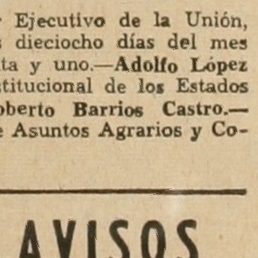 Ejecutivo de la Unión,
dieciocho días del mes
ta y uno.—Adolfo López
stitucional de los Estados
oberto Barrios Castro.—
e Asuntos Agrarios y Co-
AVISOS